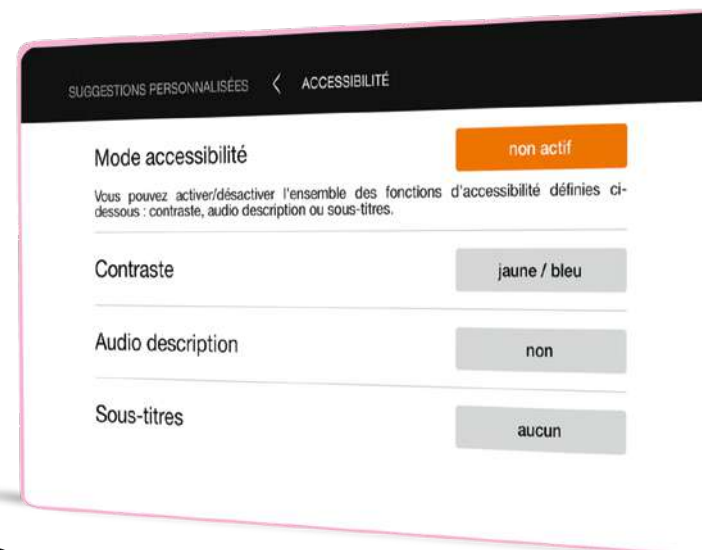 SUGGESTIONS PERSONNALISÉES < ACCESSIBILITÉ
Mode accessibilité
non actif
Vous pouvez activer/désactiver l'ensemble des fonctions d'accessibilité définies ci-
dessous : contraste, audio description ou sous-titres.
Contraste
jaune / bleu
Audio description
non
Sous-titres
aucun